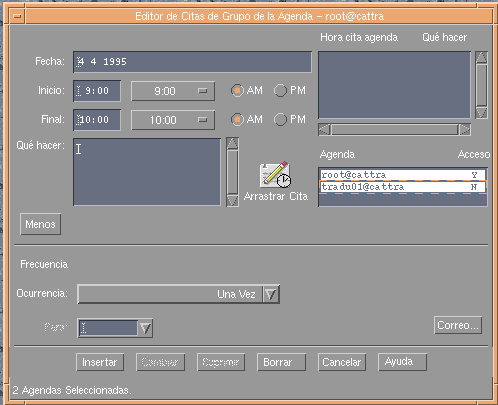 Editor de Citas de Grupo de la Agenda – root@cattra
Hora cita agenda Qué hacer
Fecha: 4 4 1995
Inicio: 9:00 9:00 AM PM
Final: 10:00 10:00 AM PM
Qué hacer:
Arrastrar Cita
Agenda Acceso
root@cattra Y
tradu01@cattra N
Menos
Frecuencia
Ocurrencia: Una Vez
Para:
Correo...
Insertar Cambiar Suprimir Borrar Cancelar Ayuda
2 Agendas Seleccionadas.